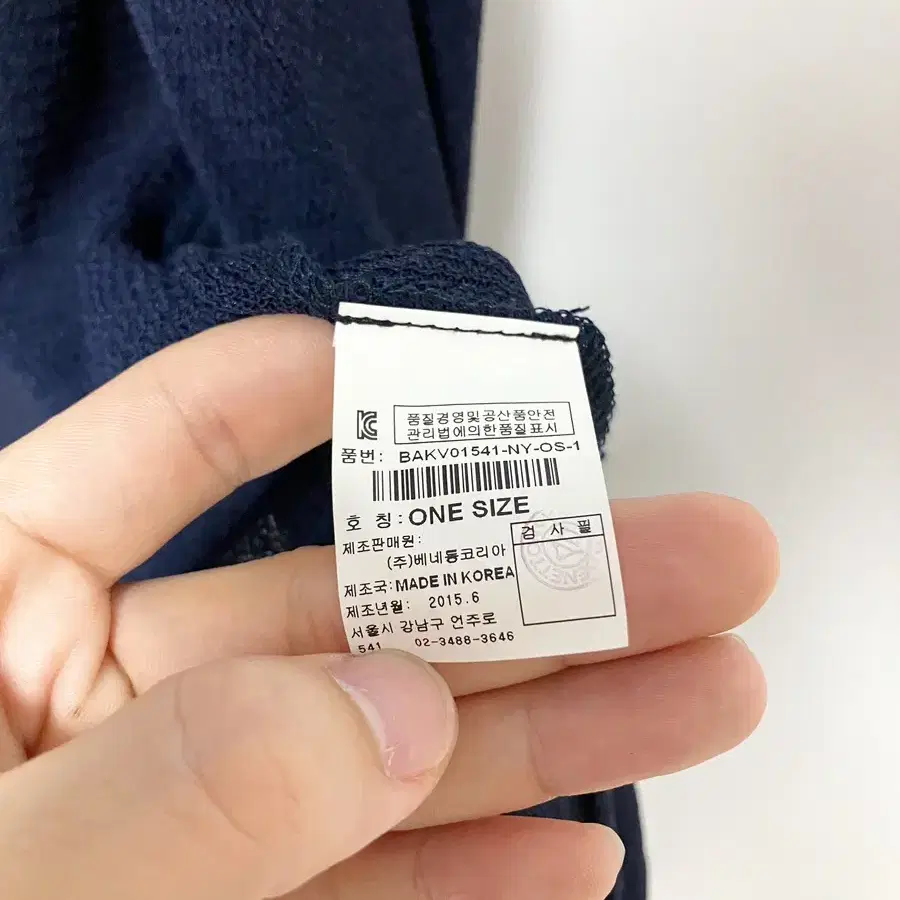 KC
품질경영및공산품안전
관리법에의한품질표시
품번: BAKV01541-NY-OS-1
호 칭: ONE SIZE
검 사 필
제조판매원:
(주)베네통코리아
제조국: MADE IN KOREA
제조년월: 2015.6
서울시 강남구 언주로
541 02-3488-3646